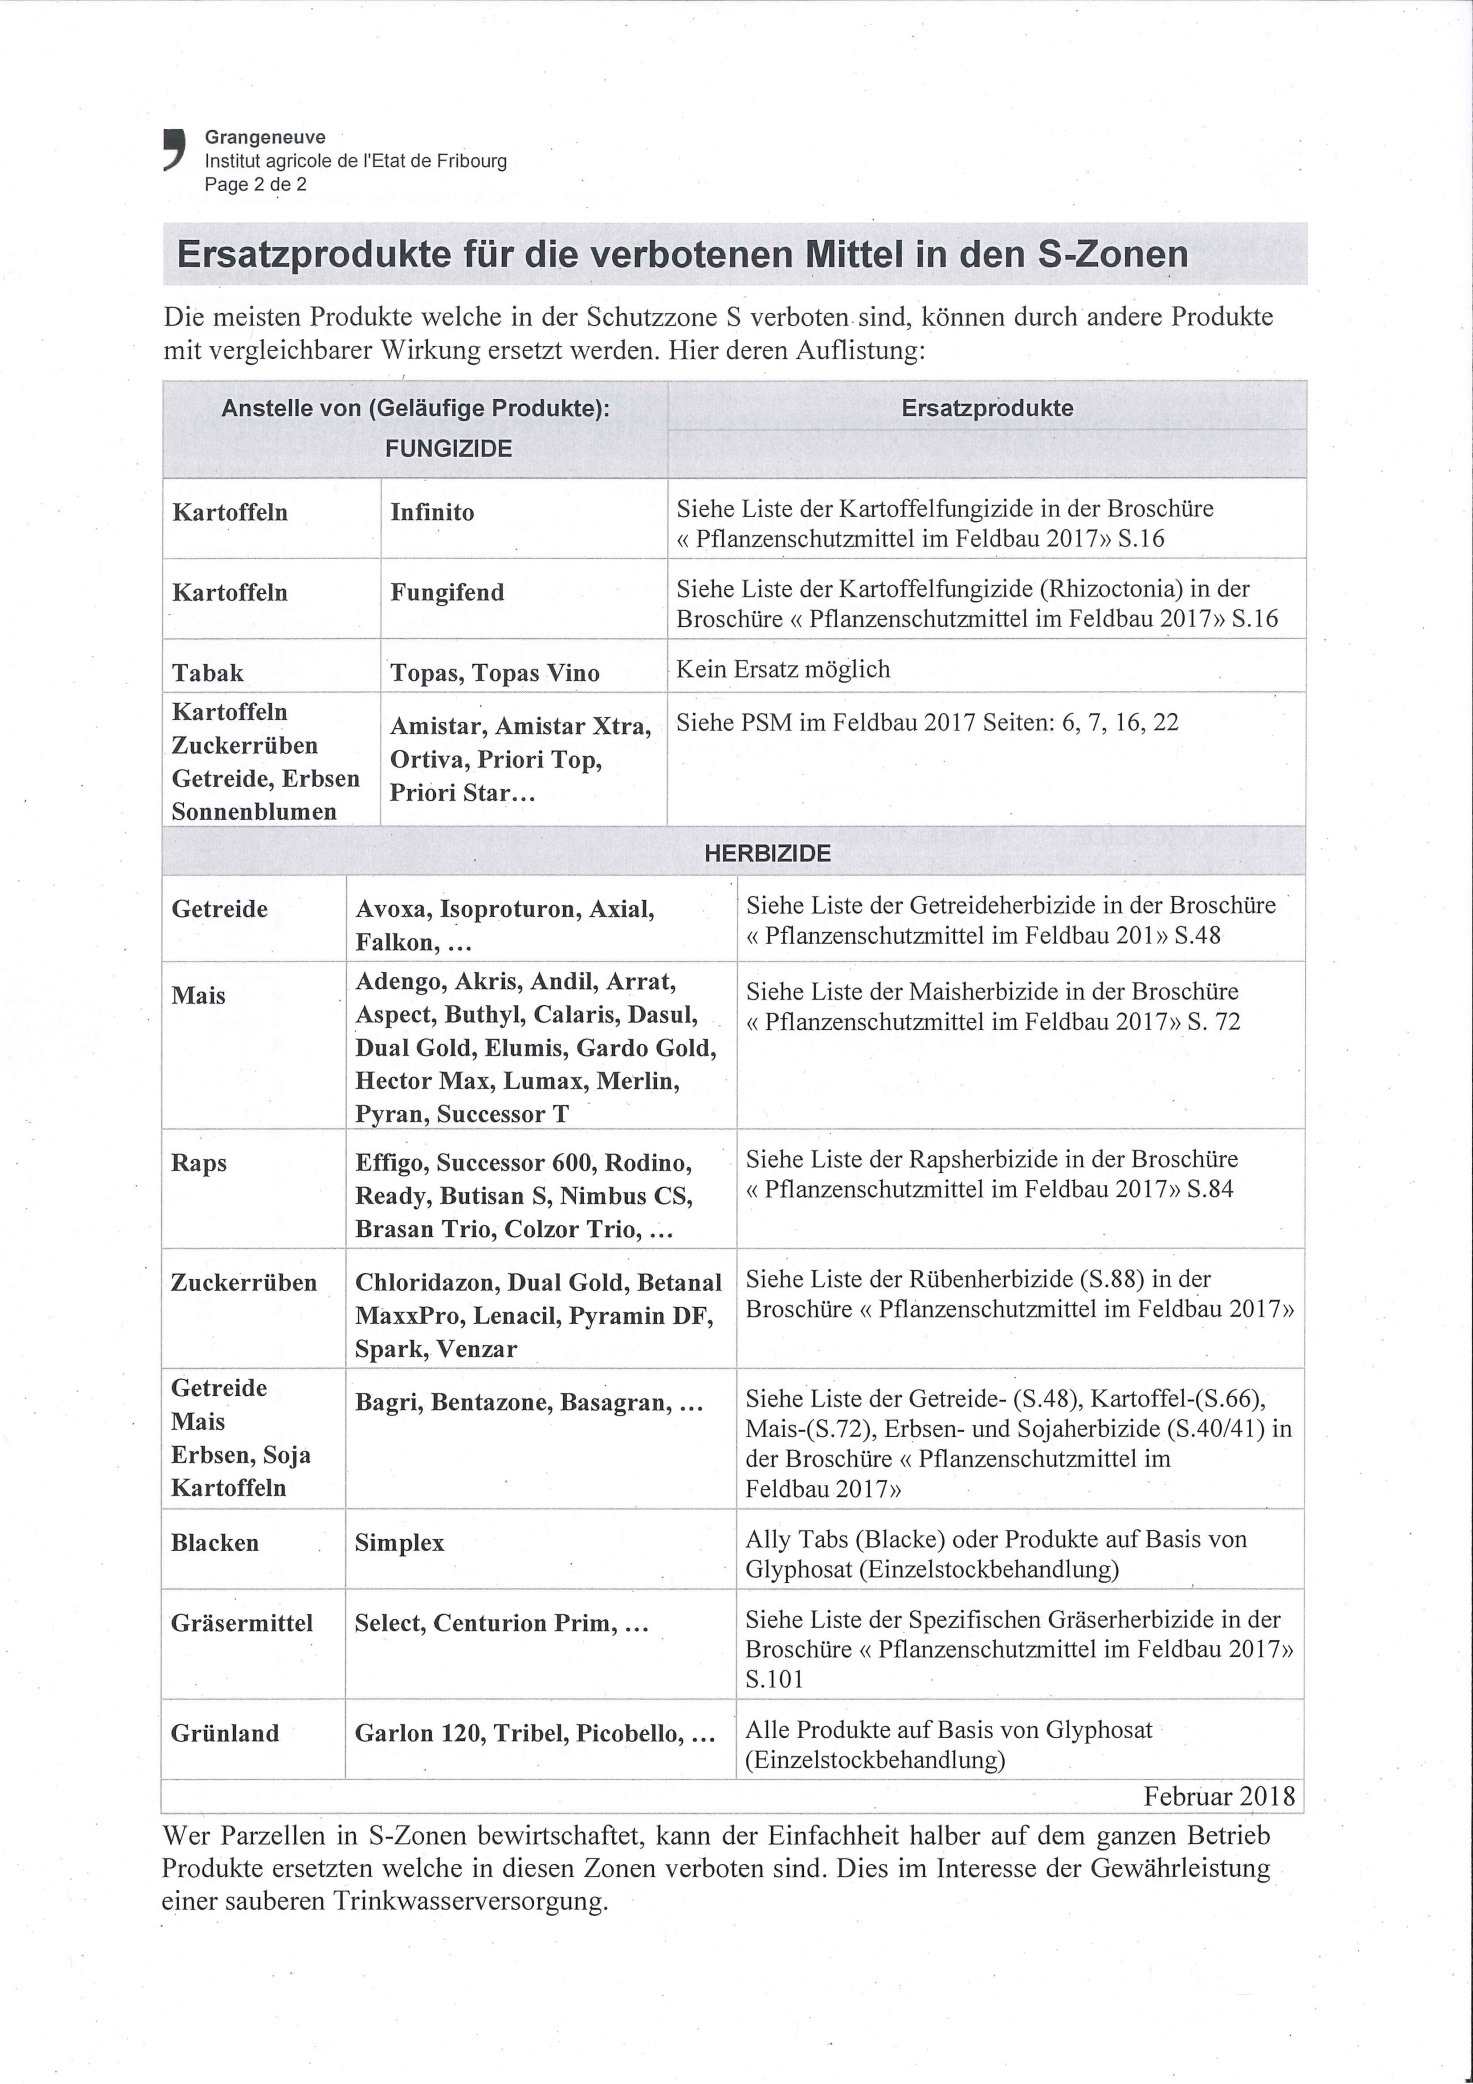 Grangeneuve
Institut agricole de l'Etat de Fribourg
Page 2 de 2
Ersatzprodukte für die verbotenen Mittel in den S-Zonen
Die meisten Produkte welche in der Schutzzone S verboten sind, können durch andere Produkte
mit vergleichbarer Wirkung ersetzt werden. Hier deren Auflistung:
Anstelle von (Geläufige Produkte):
FUNGIZIDE
Ersatzprodukte
Kartoffeln
Infinito
Siehe Liste der Kartoffelfungizide in der Broschüre
« Pflanzenschutzmittel im Feldbau 2017» S.16
Kartoffeln
Fungifend
Siehe Liste der Kartoffelfungizide (Rhizoctonia) in der
Broschüre « Pflanzenschutzmittel im Feldbau 2017» S.16
Tabak
Topas, Topas Vino
Kein Ersatz möglich
Kartoffeln
Zuckerrüben
Getreide, Erbsen
Sonnenblumen
Amistar, Amistar Xtra,
Ortiva, Priori Top,
Priori Star...
Siehe PSM im Feldbau 2017 Seiten: 6, 7, 16, 22
HERBIZIDE
Getreide
Avoxa, Isoproturon, Axial,
Falkon, ...
Siehe Liste der Getreideherbizide in der Broschüre
« Pflanzenschutzmittel im Feldbau 201» S.48
Mais
Adengo, Akris, Andil, Arrat,
Aspect, Buthyl, Calaris, Dasul,
Dual Gold, Elumis, Gardo Gold,
Hector Max, Lumax, Merlin,
Pyran, Successor T
Siehe Liste der Maisherbizide in der Broschüre
« Pflanzenschutzmittel im Feldbau 2017» S. 72
Raps
Effigo, Successor 600, Rodino,
Ready, Butisan S, Nimbus CS,
Brasan Trio, Colzor Trio, ...
Siehe Liste der Rapsherbizide in der Broschüre
« Pflanzenschutzmittel im Feldbau 2017» S.84
Zuckerrüben
Chloridazon, Dual Gold, Betanal
MaxxPro, Lenacil, Pyramin DF,
Spark, Venzar
Siehe Liste der Rübenherbizide (S.88) in der
Broschüre « Pflanzenschutzmittel im Feldbau 2017»
Getreide
Mais
Erbsen, Soja
Kartoffeln
Bagri, Bentazone, Basagran, ...
Siehe Liste der Getreide- (S.48), Kartoffel-(S.66),
Mais-(S.72), Erbsen- und Sojaherbizide (S.40/41) in
der Broschüre « Pflanzenschutzmittel im
Feldbau 2017»
Blacken
Simplex
Ally Tabs (Blacke) oder Produkte auf Basis von
Glyphosat (Einzelstockbehandlung)
Gräsermittel
Select, Centurion Prim, ...
Siehe Liste der Spezifischen Gräserherbizide in der
Broschüre « Pflanzenschutzmittel im Feldbau 2017»
S.101
Grünland
Garlon 120, Tribel, Picobello, ...
Alle Produkte auf Basis von Glyphosat
(Einzelstockbehandlung)
Februar 2018
Wer Parzellen in S-Zonen bewirtschaftet, kann der Einfachheit halber auf dem ganzen Betrieb
Produkte ersetzten welche in diesen Zonen verboten sind. Dies im Interesse der Gewährleistung
einer sauberen Trinkwasserversorgung.